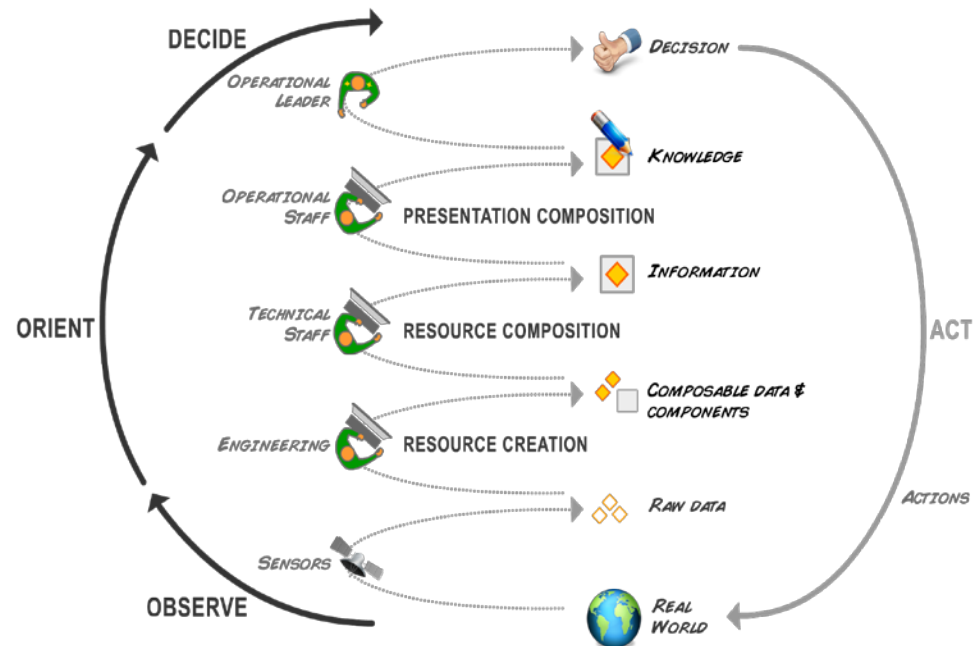 DECIDE
DECISION
OPERATIONAL
LEADER
KNOWLEDGE
OPERATIONAL
STAFF
PRESENTATION COMPOSITION
INFORMATION
TECHNICAL
STAFF
RESOURCE COMPOSITION
ORIENT
ACT
COMPOSABLE DATA &
COMPONENTS
ENGINEERING
RESOURCE CREATION
RAW DATA
ACTIONS
SENSORS
OBSERVE
REAL
WORLD